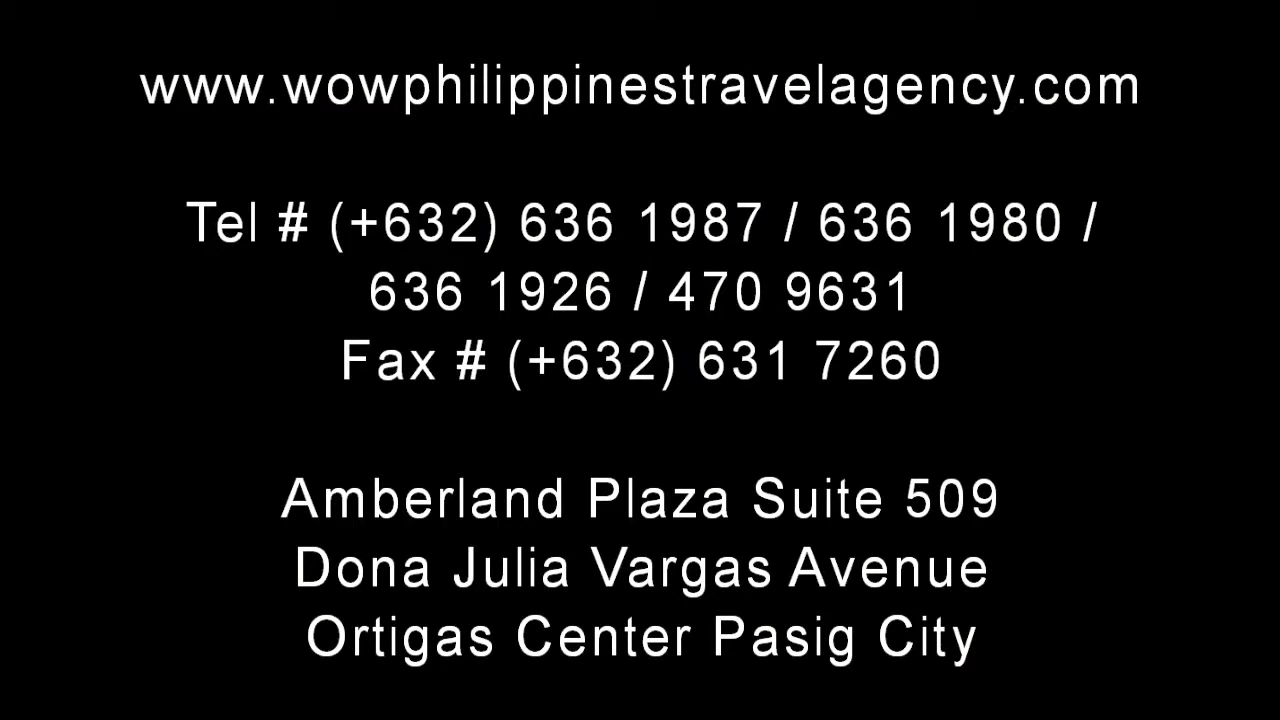 www.wowphilippinestravelagency.com
Tel # (+632) 636 1987 / 636 1980 /
636 1926 / 470 9631
Fax # (+632) 631 7260
Amberland Plaza Suite 509
Dona Julia Vargas Avenue
Ortigas Center Pasig City